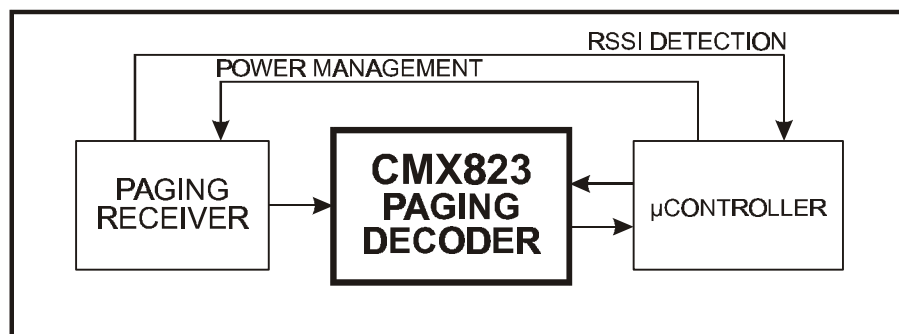 RSSI DETECTION
POWER MANAGEMENT
PAGING
RECEIVER
CMX823
PAGING
DECODER
µCONTROLLER